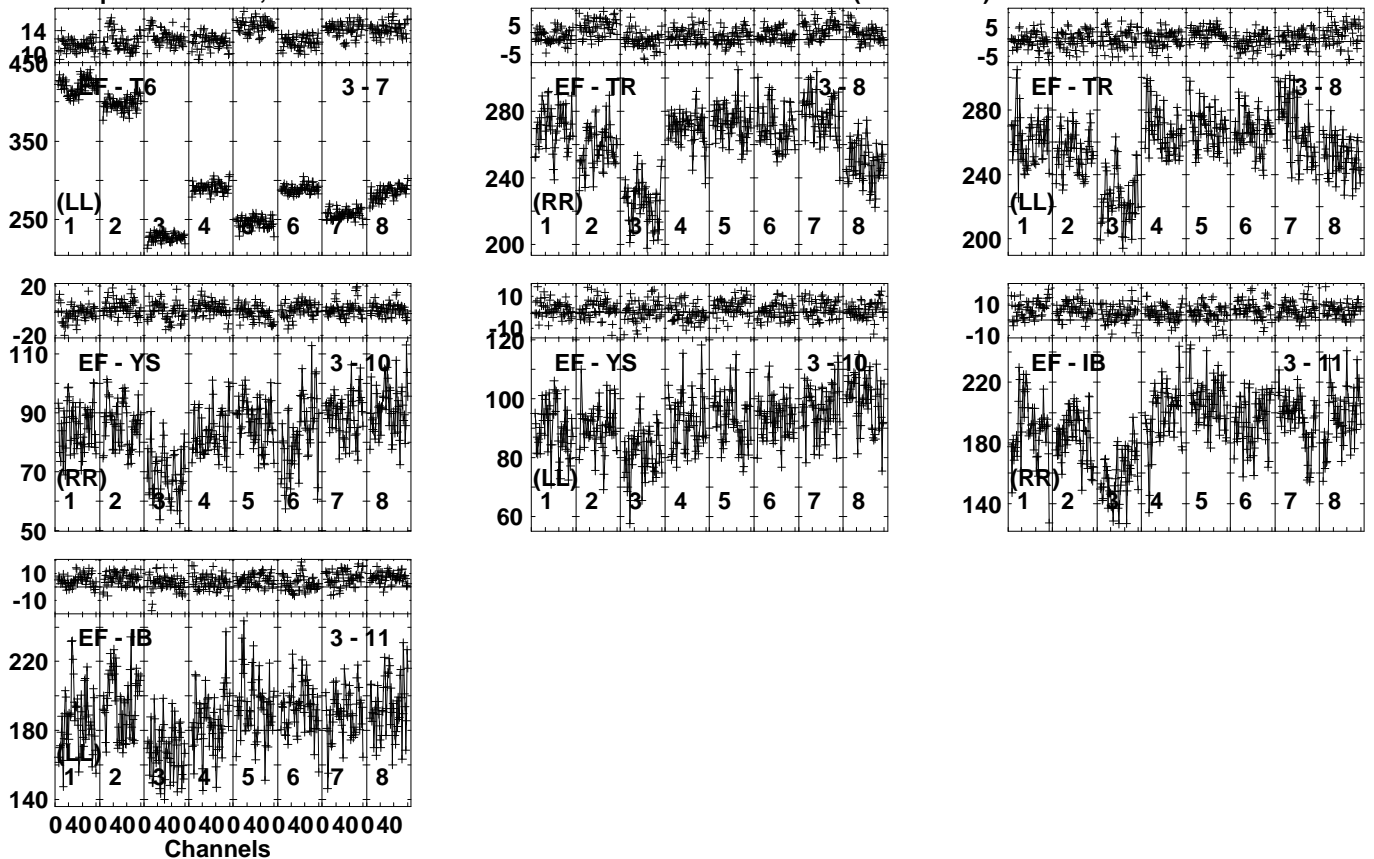 14
10
450
EF - T6 3 - 7
350
(LL)
250
1 2 3 4 5 6 7 8
5
-5
EF - TR 3 - 8
280
240
(RR)
1 2 3 4 5 6 7 8
200
5
-5
EF - TR 3 - 8
280
240
(LL)
1 2 3 4 5 6 7 8
200
20
-20
110
EF - YS 3 - 10
90
70
(RR)
1 2 3 4 5 6 7 8
50
10
-10
120
EF - YS 3 - 10
100
80
(LL)
1 2 3 4 5 6 7 8
60
10
-10
EF - IB 3 - 11
220
180
(RR)
1 2 3 4 5 6 7 8
140
10
-10
EF - IB 3 - 11
220
180
(LL)
1 2 3 4 5 6 7 8
140
0 40 0 40 0 40 0 40 0 40 0 40 0 40 0 40
Channels